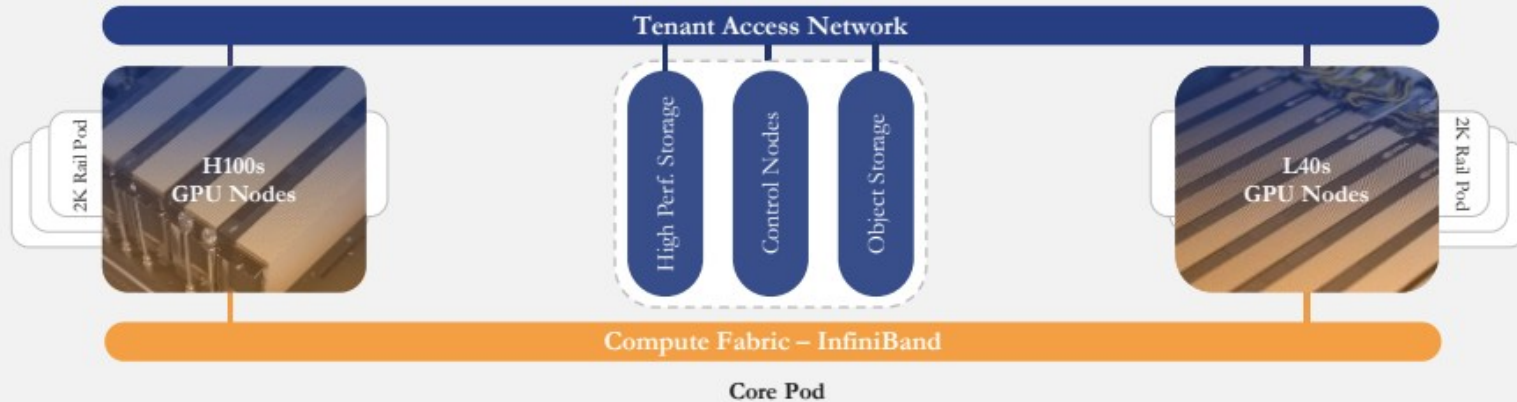 Tenant Access Network
2K Rail Pod
H100s
GPU Nodes
High Perf. Storage
Control Nodes
Object Storage
L40s
GPU Nodes
2K Rail Pod
Compute Fabric – InfiniBand
Core Pod